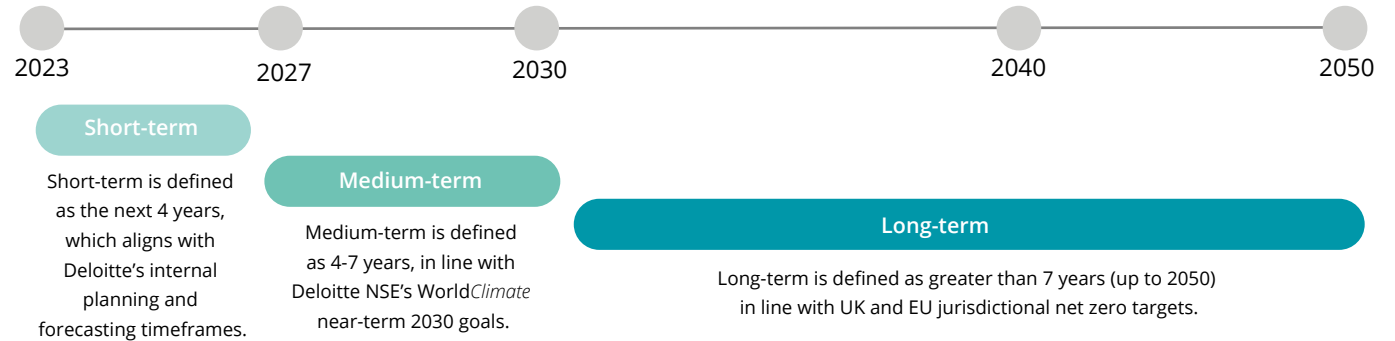 2023
2027
2030
2040
2050
Short-term
Short-term is defined
as the next 4 years,
which aligns with
Deloitte’s internal
planning and
forecasting timeframes.
Medium-term
Medium-term is defined
as 4-7 years, in line with
Deloitte NSE’s WorldClimate
near-term 2030 goals.
Long-term
Long-term is defined as greater than 7 years (up to 2050)
in line with UK and EU jurisdictional net zero targets.